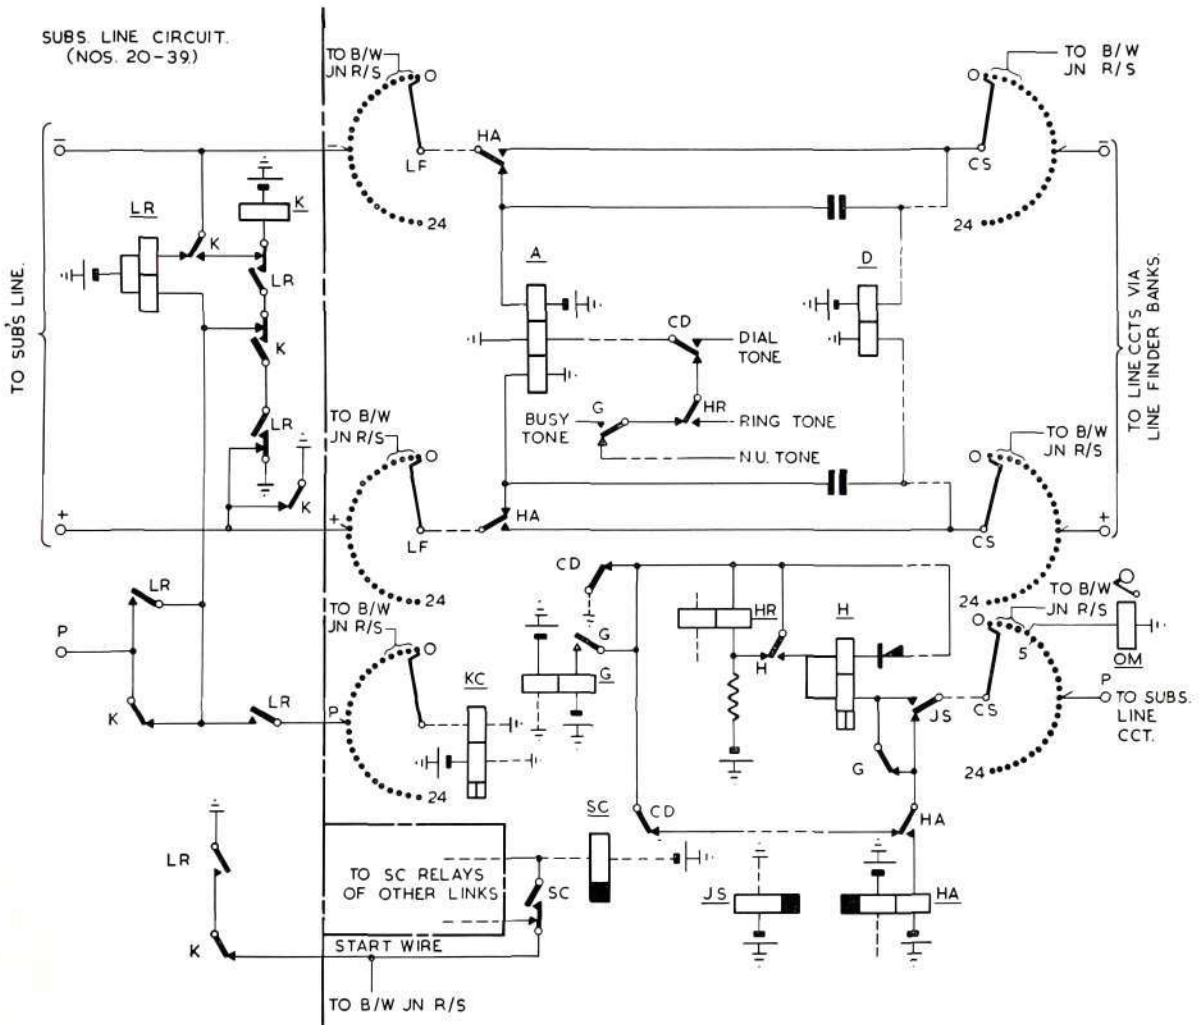 SUBS. LINE CIRCUIT.
(NOS. 20-39.)
TO B/W
JN R/S
O
O
TO B/W
JN R/S
−
−
HA
LF
CS
−
24
24
TO SUB'S LINE.
LR
K
K
LR
K
LR
K
A
D
CD
DIAL
TONE
G
HR
BUSY
TONE
RING TONE
N.U. TONE
TO LINE CCTS VIA
LINE FINDER BANKS.
TO B/W
JN R/S
O
O
TO B/W
JN R/S
+
+
HA
LF
CS
+
24
24
CD
LR
TO B/W
JN R/S
O
HR
H
O
TO B/W
JN R/S
5
OM
P
G
G
H
KC
P
K
LR
P
JS
CS
TO SUBS.
LINE
CCT.
G
24
24
SC
CD
HA
LR
TO SC RELAYS
OF OTHER LINKS
SC
JS
HA
K
START WIRE
TO B/W JN R/S